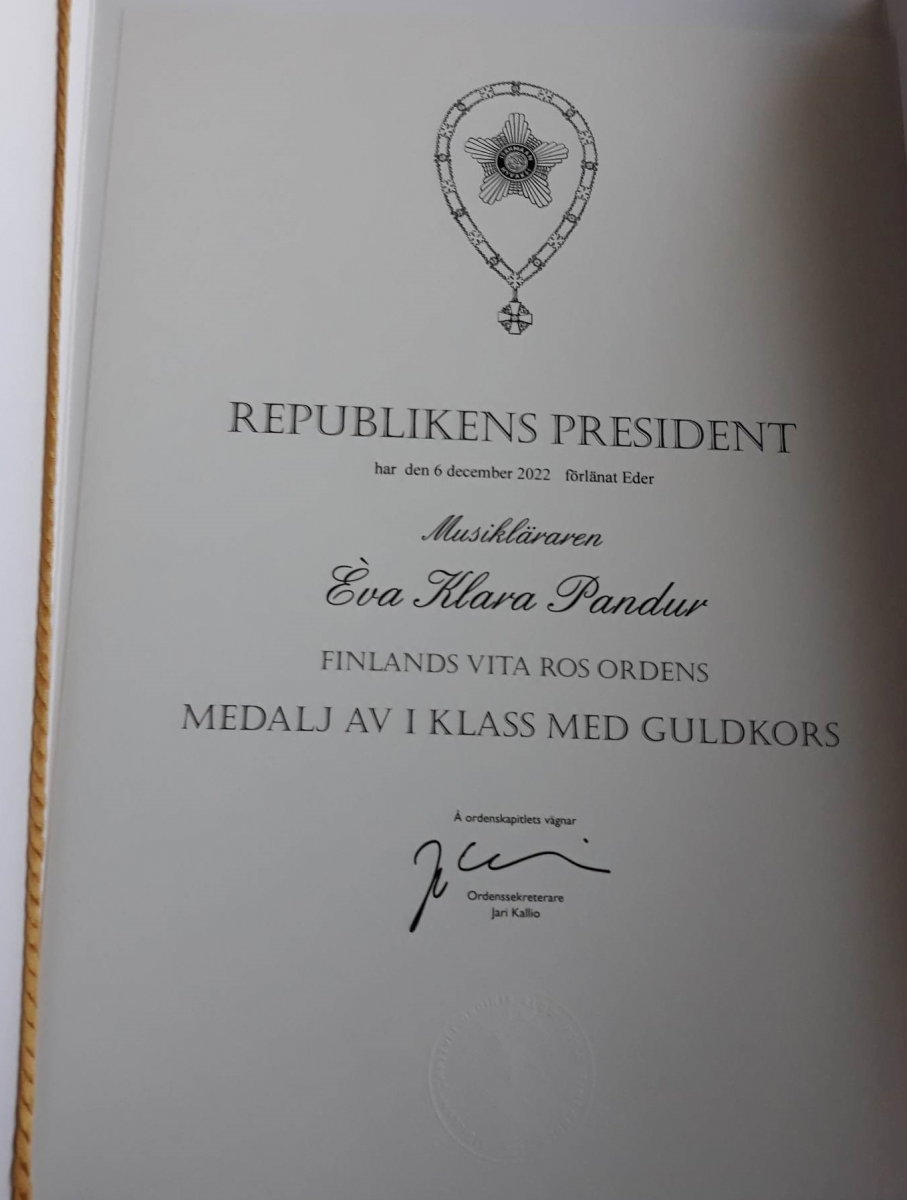 REPUBLIKENS PRESIDENT
har den 6 december 2022 förlänat Eder
Musikläraren
Èva Klara Pandur
FINLANDS VITA ROS ORDENS
MEDALJ AV I KLASS MED GULDKORS
Å ordenskapitlets vägnar
Ordenssekreterare
Jari Kallio